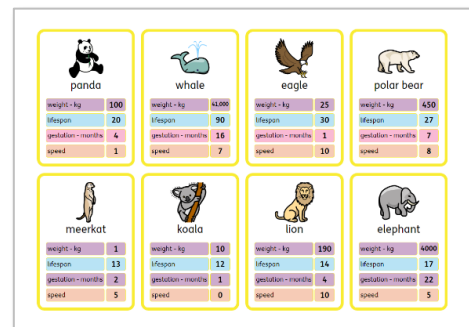 panda
weight - kg 100
lifespan 20
gestation - months 4
speed 1
whale
weight - kg 41,000
lifespan 90
gestation - months 16
speed 7
eagle
weight - kg 25
lifespan 30
gestation - months 1
speed 10
polar bear
weight - kg 450
lifespan 27
gestation - months 7
speed 8
meerkat
weight - kg 1
lifespan 13
gestation - months 2
speed 5
koala
weight - kg 10
lifespan 12
gestation - months 1
speed 0
lion
weight - kg 190
lifespan 14
gestation - months 4
speed 10
elephant
weight - kg 4000
lifespan 17
gestation - months 22
speed 5